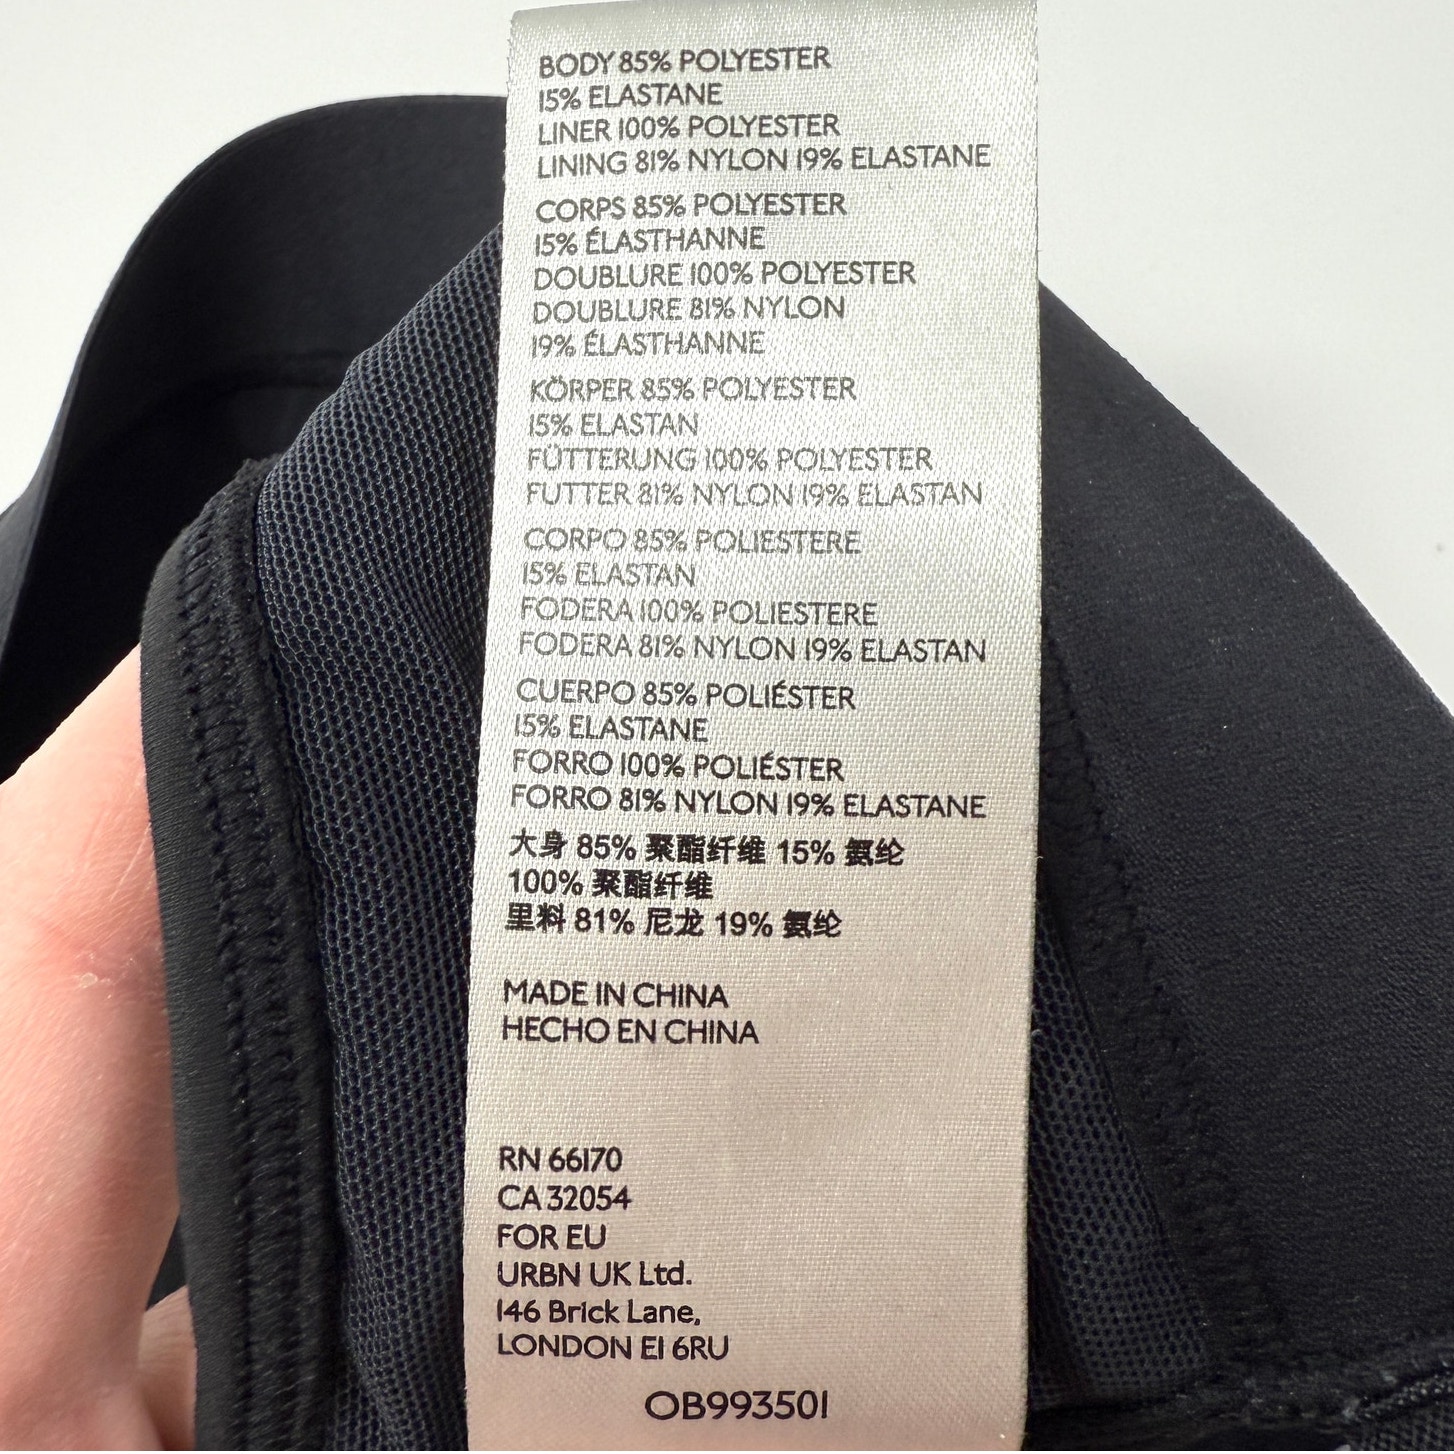 BODY 85% POLYESTER
15% ELASTANE
LINER 100% POLYESTER
LINING 81% NYLON 19% ELASTANE
CORPS 85% POLYESTER
15% ÉLASTHANNE
DOUBLURE 100% POLYESTER
DOUBLURE 81% NYLON
19% ÉLASTHANNE
KÖRPER 85% POLYESTER
15% ELASTAN
FÜTTERUNG 100% POLYESTER
FUTTER 81% NYLON 19% ELASTAN
CORPO 85% POLIESTERE
15% ELASTAN
FODERA 100% POLIESTERE
FODERA 81% NYLON 19% ELASTAN
CUERPO 85% POLIÉSTER
15% ELASTANE
FORRO 100% POLIÉSTER
FORRO 81% NYLON 19% ELASTANE
大身 85% 聚酯纤维 15% 氨纶
100% 聚酯纤维
里料 81% 尼龙 19% 氨纶
MADE IN CHINA
HECHO EN CHINA
RN 66170
CA 32054
FOR EU
URBN UK Ltd.
146 Brick Lane,
LONDON E1 6RU
OB993501